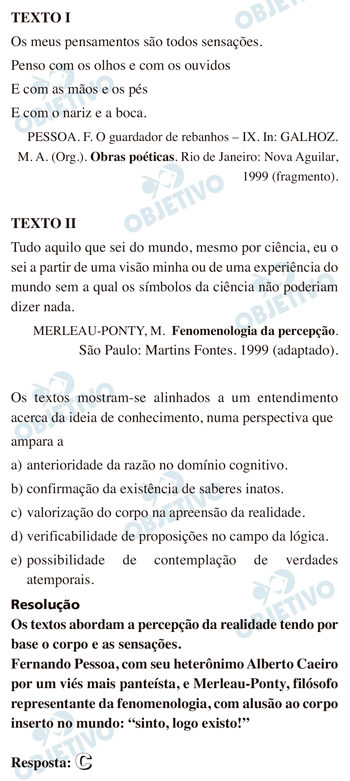 TEXTO I
Os meus pensamentos são todos sensações.
Penso com os olhos e com os ouvidos
E com as mãos e os pés
E com o nariz e a boca.
PESSOA. F. O guardador de rebanhos – IX. In: GALHOZ.
M. A. (Org.). Obras poéticas. Rio de Janeiro: Nova Aguilar,
1999 (fragmento).
TEXTO II
Tudo aquilo que sei do mundo, mesmo por ciência, eu o
sei a partir de uma visão minha ou de uma experiência do
mundo sem a qual os símbolos da ciência não poderiam
dizer nada.
MERLEAU-PONTY, M. Fenomenologia da percepção.
São Paulo: Martins Fontes. 1999 (adaptado).
Os textos mostram-se alinhados a um entendimento
acerca da ideia de conhecimento, numa perspectiva que
ampara a
a) anterioridade da razão no domínio cognitivo.
b) confirmação da existência de saberes inatos.
c) valorização do corpo na apreensão da realidade.
d) verificabilidade de proposições no campo da lógica.
e) possibilidade de contemplação de verdades
atemporais.
Resolução
Os textos abordam a percepção da realidade tendo por
base o corpo e as sensações.
Fernando Pessoa, com seu heterônimo Alberto Caeiro
por um viés mais panteísta, e Merleau-Ponty, filósofo
representante da fenomenologia, com alusão ao corpo
inserto no mundo: “sinto, logo existo!”
Resposta: C
OBJETIVO
OBJETIVO
OBJETIVO
OBJETIVO
OBJETIVO
OBJETIVO
OBJETIVO
OBJETIVO
OBJETIVO